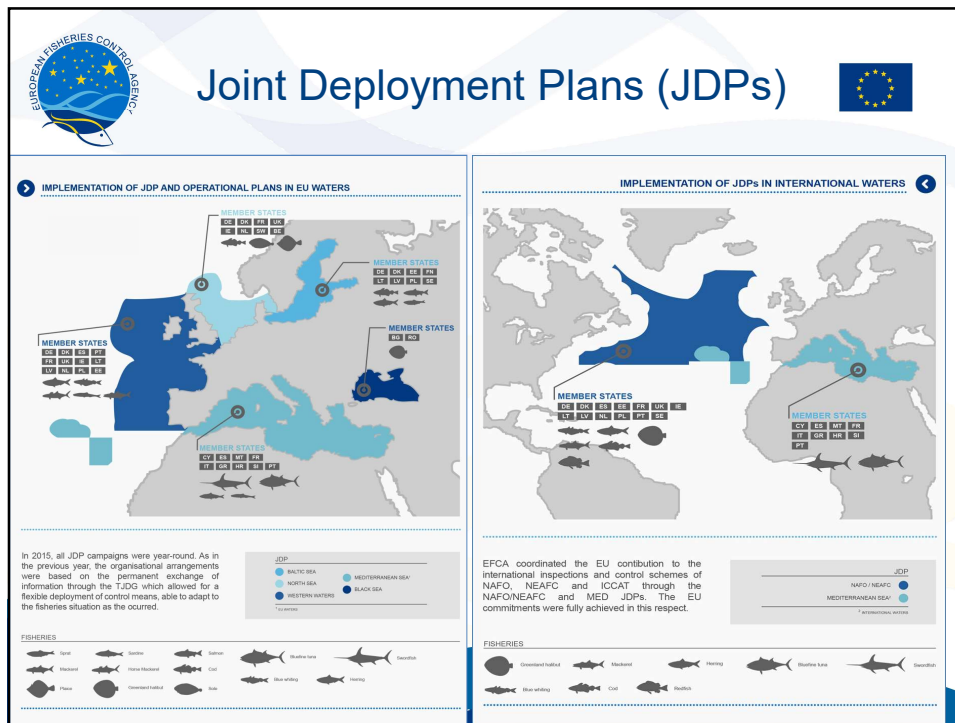 EUROPEAN FISHERIES CONTROL AGENCY
Joint Deployment Plans (JDPs)
IMPLEMENTATION OF JDP AND OPERATIONAL PLANS IN EU WATERS
MEMBER STATES
DE DK FR UK
IE NL SW BE
MEMBER STATES
DE DK EE FN
LT LV PL SE
MEMBER STATES
BG RO
MEMBER STATES
DE DK ES PT
FR UK IE LT
LV NL PL EE
MEMBER STATES
CY ES MT FR
IT GR HR SI PT
In 2015, all JDP campaigns were year-round. As in
the previous year, the organisational arrangements
were based on the permanent exchange of
information through the TJDG which allowed for a
flexible deployment of control means, able to adapt to
the fisheries situation as the ocurred.
JDP
BALTIC SEA
NORTH SEA
WESTERN WATERS
MEDITERRANEAN SEA¹
BLACK SEA
¹ EU WATERS
FISHERIES
Sprat
Sardine
Salmon
Bluefine tuna
Swordfish
Mackerel
Horse Mackerel
Cod
Blue whiting
Herring
Plaice
Greenland halibut
Sole
IMPLEMENTATION OF JDPs IN INTERNATIONAL WATERS
MEMBER STATES
DE DK ES EE FR UK IE
LT LV NL PL PT SE
MEMBER STATES
CY ES MT FR
IT GR HR SI
PT
EFCA coordinated the EU contibution to the
international inspections and control schemes of
NAFO, NEAFC and ICCAT through the
NAFO/NEAFC and MED JDPs. The EU
commitments were fully achieved in this respect.
JDP
NAFO / NEAFC
MEDITERRANEAN SEA²
² INTERNATIONAL WATERS
FISHERIES
Greenland halibut
Mackerel
Herring
Bluefine tuna
Swordfish
Blue whiting
Cod
Redfish